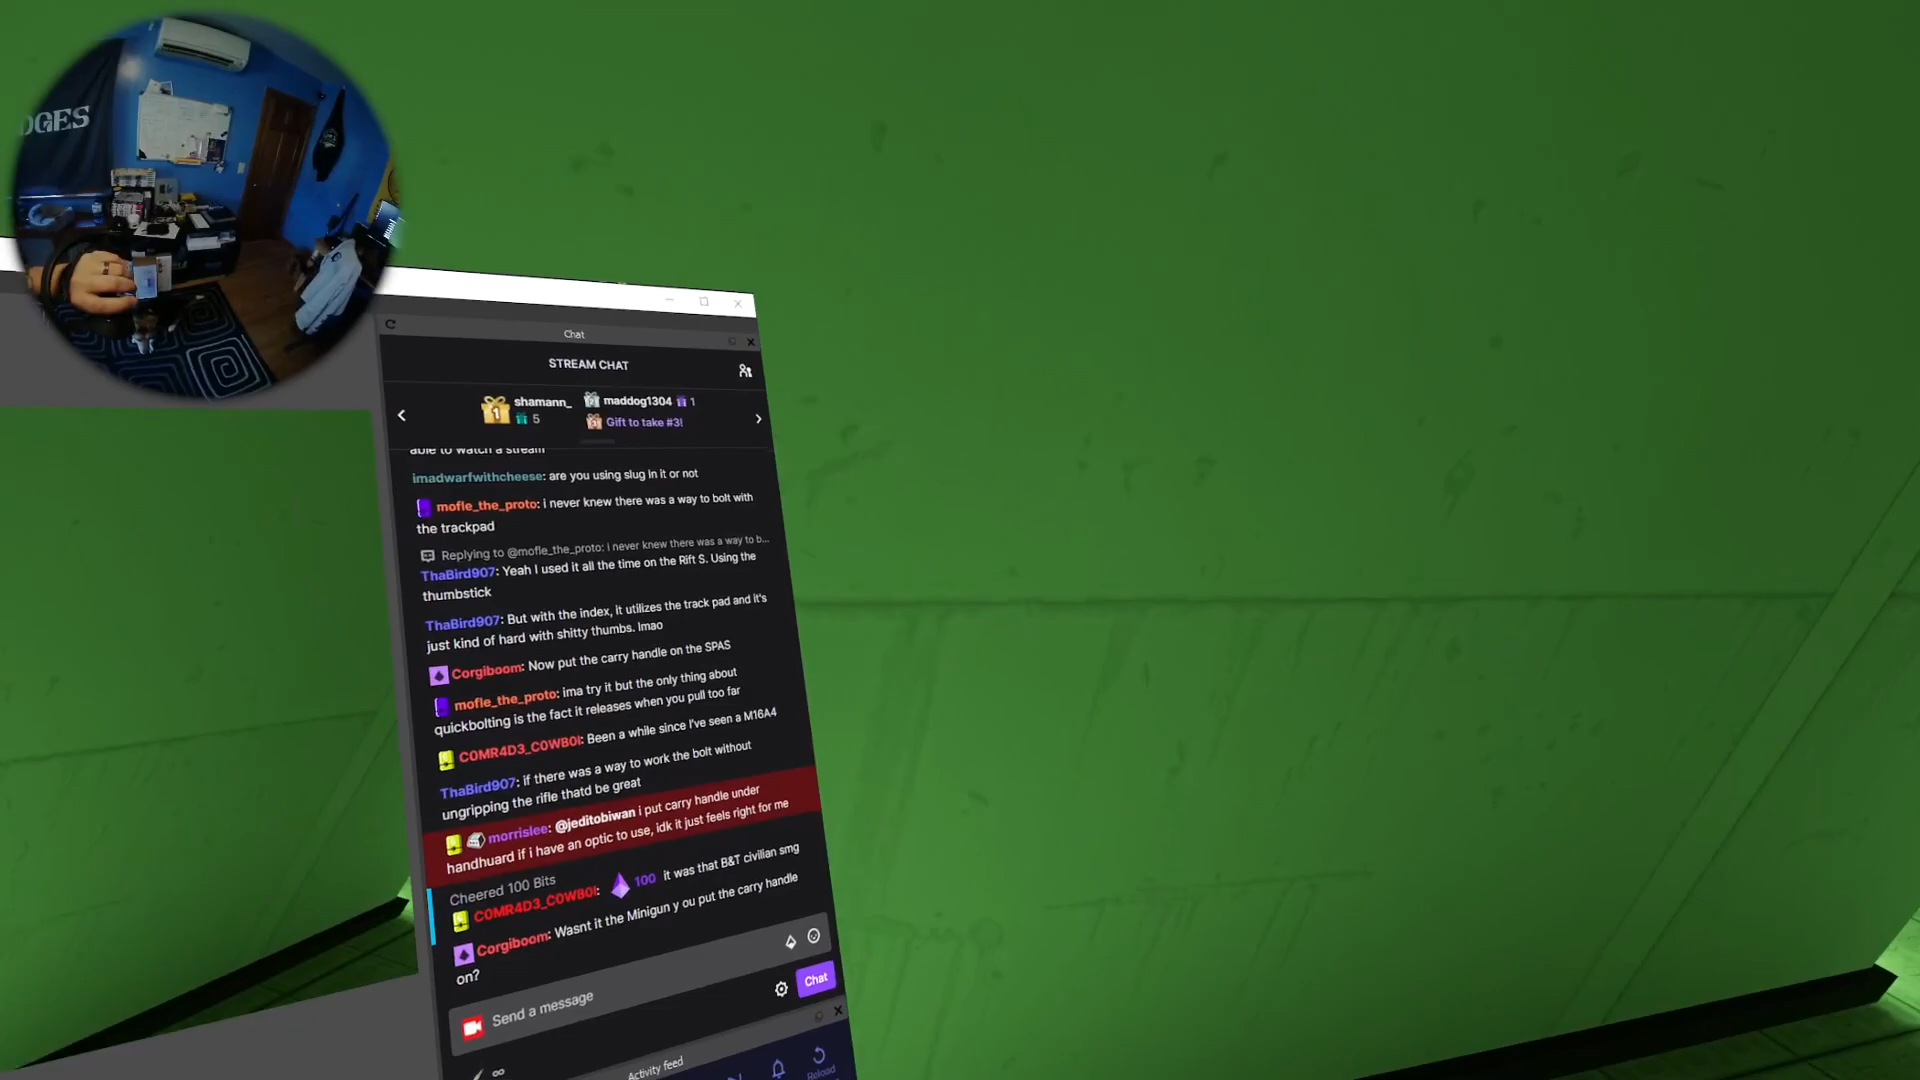 DGES
Chat
STREAM CHAT
1 shamann_
5
maddog1304 1
Gift to take #3!
able to watch a stream
imadwarfwithcheese: are you using slug in it or not
mofle_the_proto: i never knew there was a way to bolt with
the trackpad
Replying to @mofle_the_proto: i never knew there was a way to b...
ThaBird907: Yeah I used it all the time on the Rift S. Using the
thumbstick
ThaBird907: But with the index, it utilizes the track pad and it's
just kind of hard with shitty thumbs. lmao
Corgiboom: Now put the carry handle on the SPAS
mofle_the_proto: ima try it but the only thing about
quickbolting is the fact it releases when you pull too far
C0MR4D3_C0WB0I: Been a while since I've seen a M16A4
ThaBird907: if there was a way to work the bolt without
ungripping the rifle thatd be great
morrislee: @jeditobiwan i put carry handle under
handhuard if i have an optic to use, idk it just feels right for me
Cheered 100 Bits
C0MR4D3_C0WB0I: 100 it was that B&T civilian smg
Corgiboom: Wasnt it the Minigun y ou put the carry handle
on?
Send a message
Chat
Activity feed
Reload